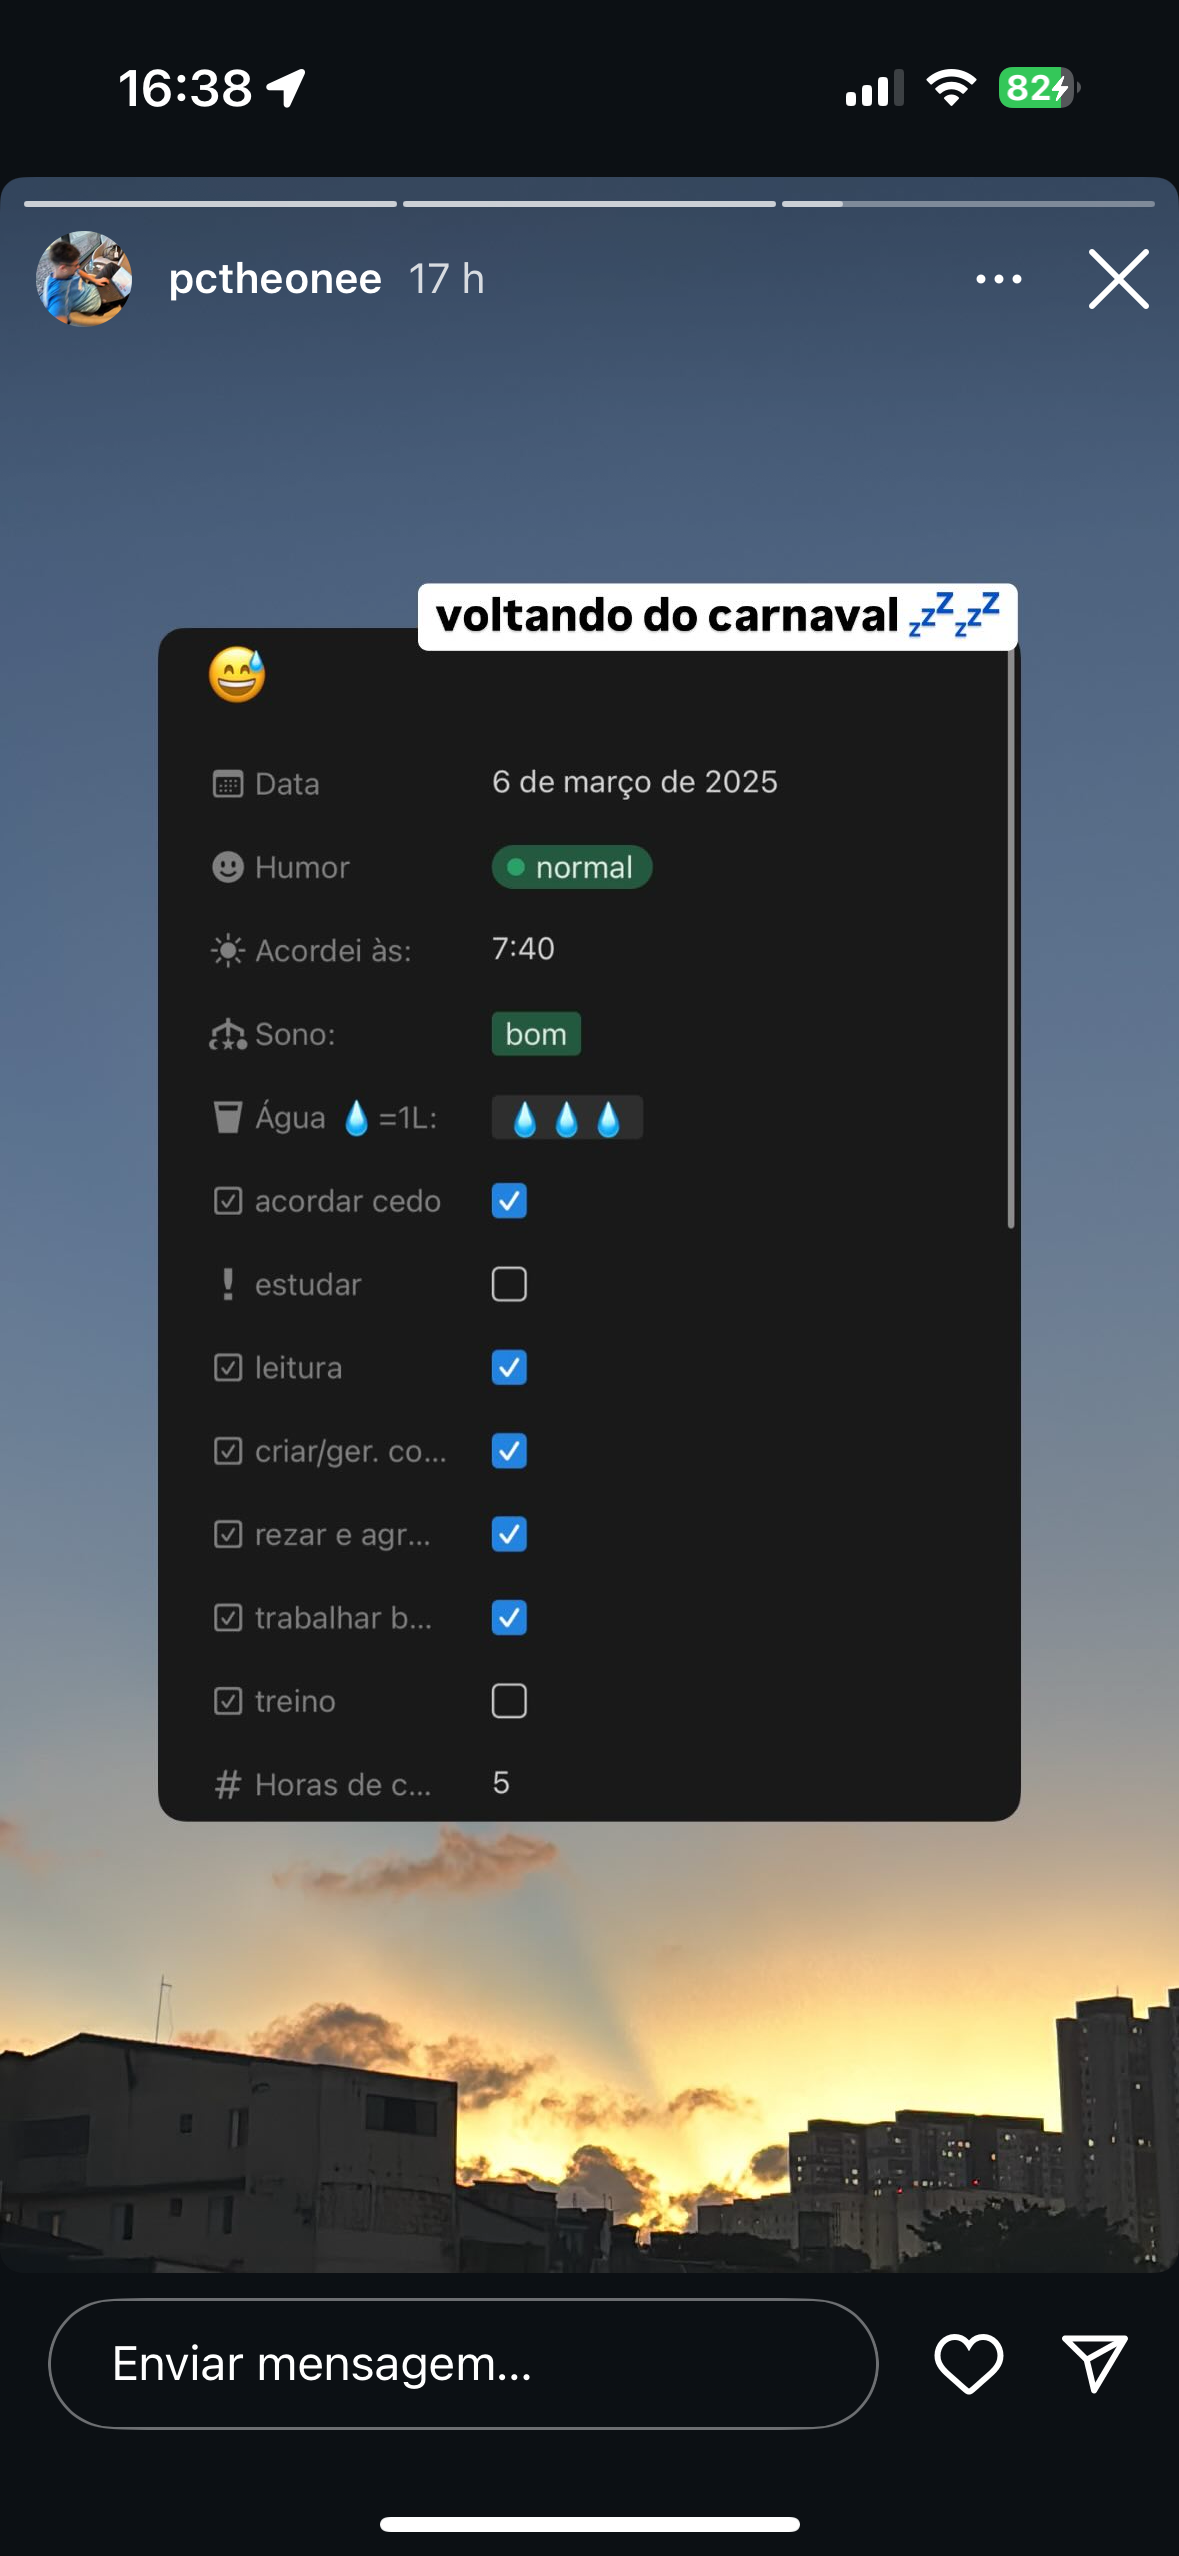 16:38
82
pctheonee 17 h
voltando do carnaval 💤💤
😅
Data 6 de março de 2025
Humor normal
Acordei às: 7:40
Sono: bom
Água 💧=1L: 💧💧💧
acordar cedo
estudar
leitura
criar/ger. co...
rezar e agr...
trabalhar b...
treino
# Horas de c... 5
Enviar mensagem...